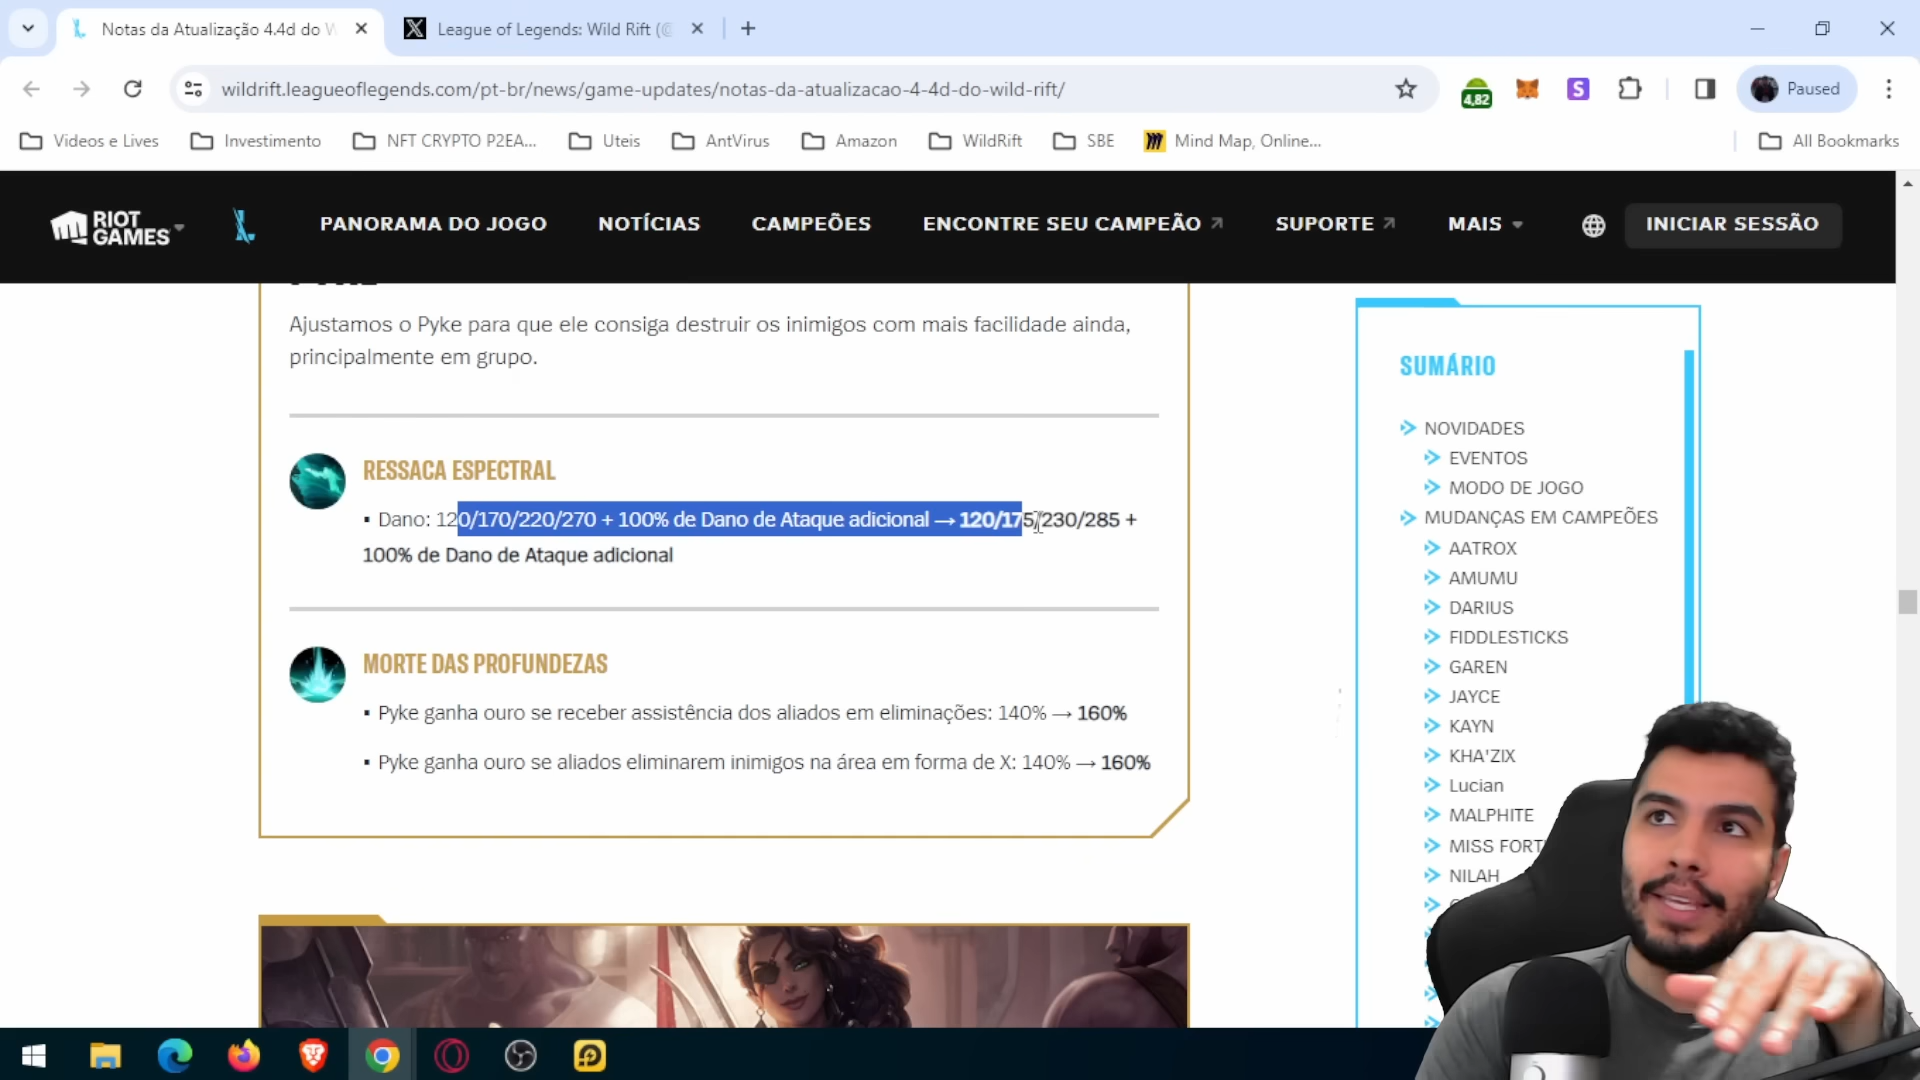 Notas da Atualização 4.4d do W
League of Legends: Wild Rift (@
wildrift.leagueoflegends.com/pt-br/news/game-updates/notas-da-atualizacao-4-4d-do-wild-rift/
4,82
S
Paused
Videos e Lives
Investimento
NFT CRYPTO P2EA...
Uteis
AntVirus
Amazon
WildRift
SBE
Mind Map, Online...
All Bookmarks
RIOT GAMES
PANORAMA DO JOGO
NOTÍCIAS
CAMPEÕES
ENCONTRE SEU CAMPEÃO
SUPORTE
MAIS
INICIAR SESSÃO
Ajustamos o Pyke para que ele consiga destruir os inimigos com mais facilidade ainda,
principalmente em grupo.
RESSACA ESPECTRAL
▪ Dano: 120/170/220/270 + 100% de Dano de Ataque adicional → 120/175/230/285 +
100% de Dano de Ataque adicional
MORTE DAS PROFUNDEZAS
▪ Pyke ganha ouro se receber assistência dos aliados em eliminações: 140% → 160%
▪ Pyke ganha ouro se aliados eliminarem inimigos na área em forma de X: 140% → 160%
SUMÁRIO
NOVIDADES
EVENTOS
MODO DE JOGO
MUDANÇAS EM CAMPEÕES
AATROX
AMUMU
DARIUS
FIDDLESTICKS
GAREN
JAYCE
KAYN
KHA'ZIX
Lucian
MALPHITE
MISS FORT
NILAH